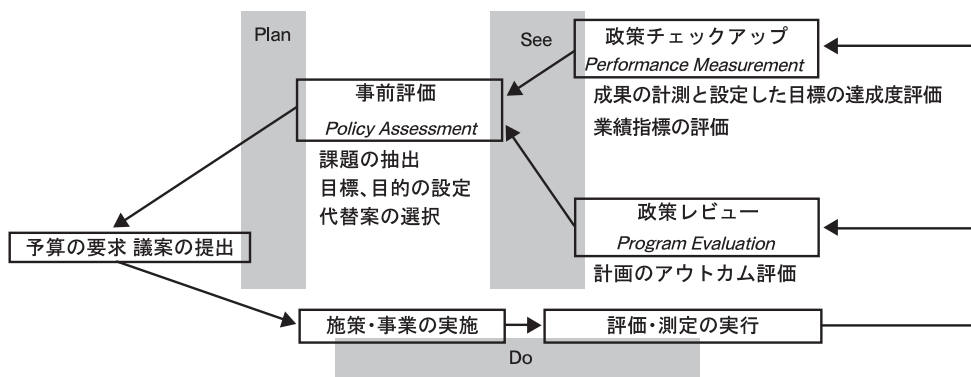 Plan
事前評価
Policy Assessment
課題の抽出
目標、目的の設定
代替案の選択
See
政策チェックアップ
Performance Measurement
成果の計測と設定した目標の達成度評価
業績指標の評価
政策レビュー
Program Evaluation
計画のアウトカム評価
予算の要求 議案の提出
施策・事業の実施
評価・測定の実行
Do